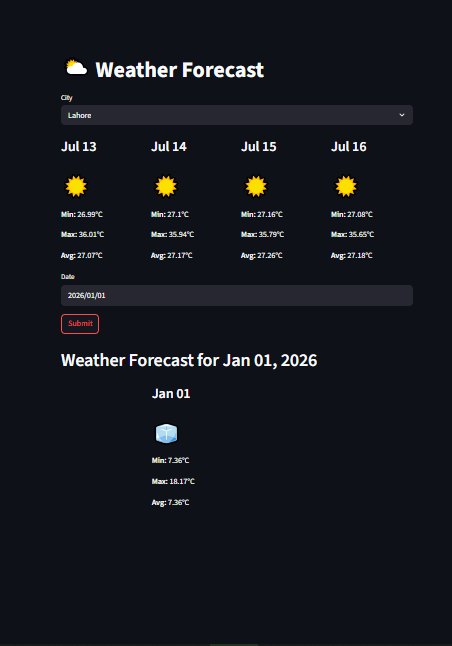 Weather Forecast
City
Lahore
Jul 13 Jul 14 Jul 15 Jul 16
Min: 26.99°C Min: 27.1°C Min: 27.16°C Min: 27.08°C
Max: 36.01°C Max: 35.94°C Max: 35.79°C Max: 35.65°C
Avg: 27.07°C Avg: 27.17°C Avg: 27.26°C Avg: 27.18°C
Date
2026/01/01
Submit
Weather Forecast for Jan 01, 2026
Jan 01
Min: 7.36°C
Max: 18.17°C
Avg: 7.36°C